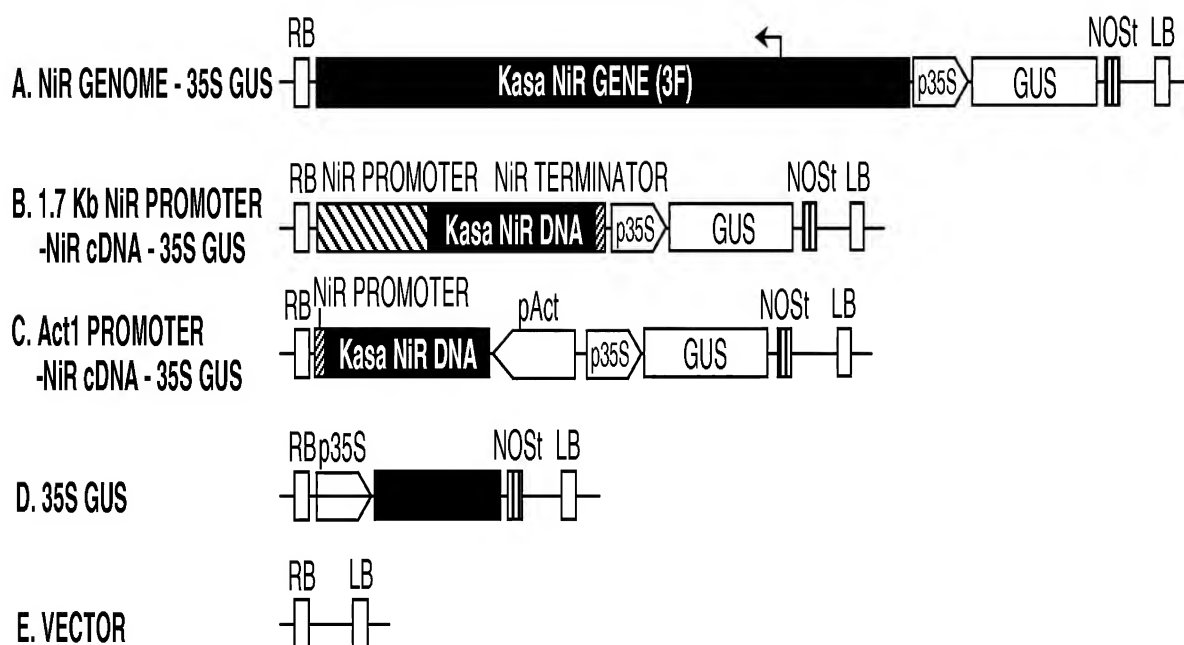 RB NOSt LB
A. NiR GENOME - 35S GUS Kasa NiR GENE (3F) p35S GUS
RB NiR PROMOTER NiR TERMINATOR NOSt LB
B. 1.7 Kb NiR PROMOTER
-NiR cDNA - 35S GUS
Kasa NiR DNA p35S GUS
RB NiR PROMOTER pAct NOSt LB
C. Act1 PROMOTER
-NiR cDNA - 35S GUS
Kasa NiR DNA p35S GUS
RB p35S NOSt LB
D. 35S GUS
RB LB
E. VECTOR